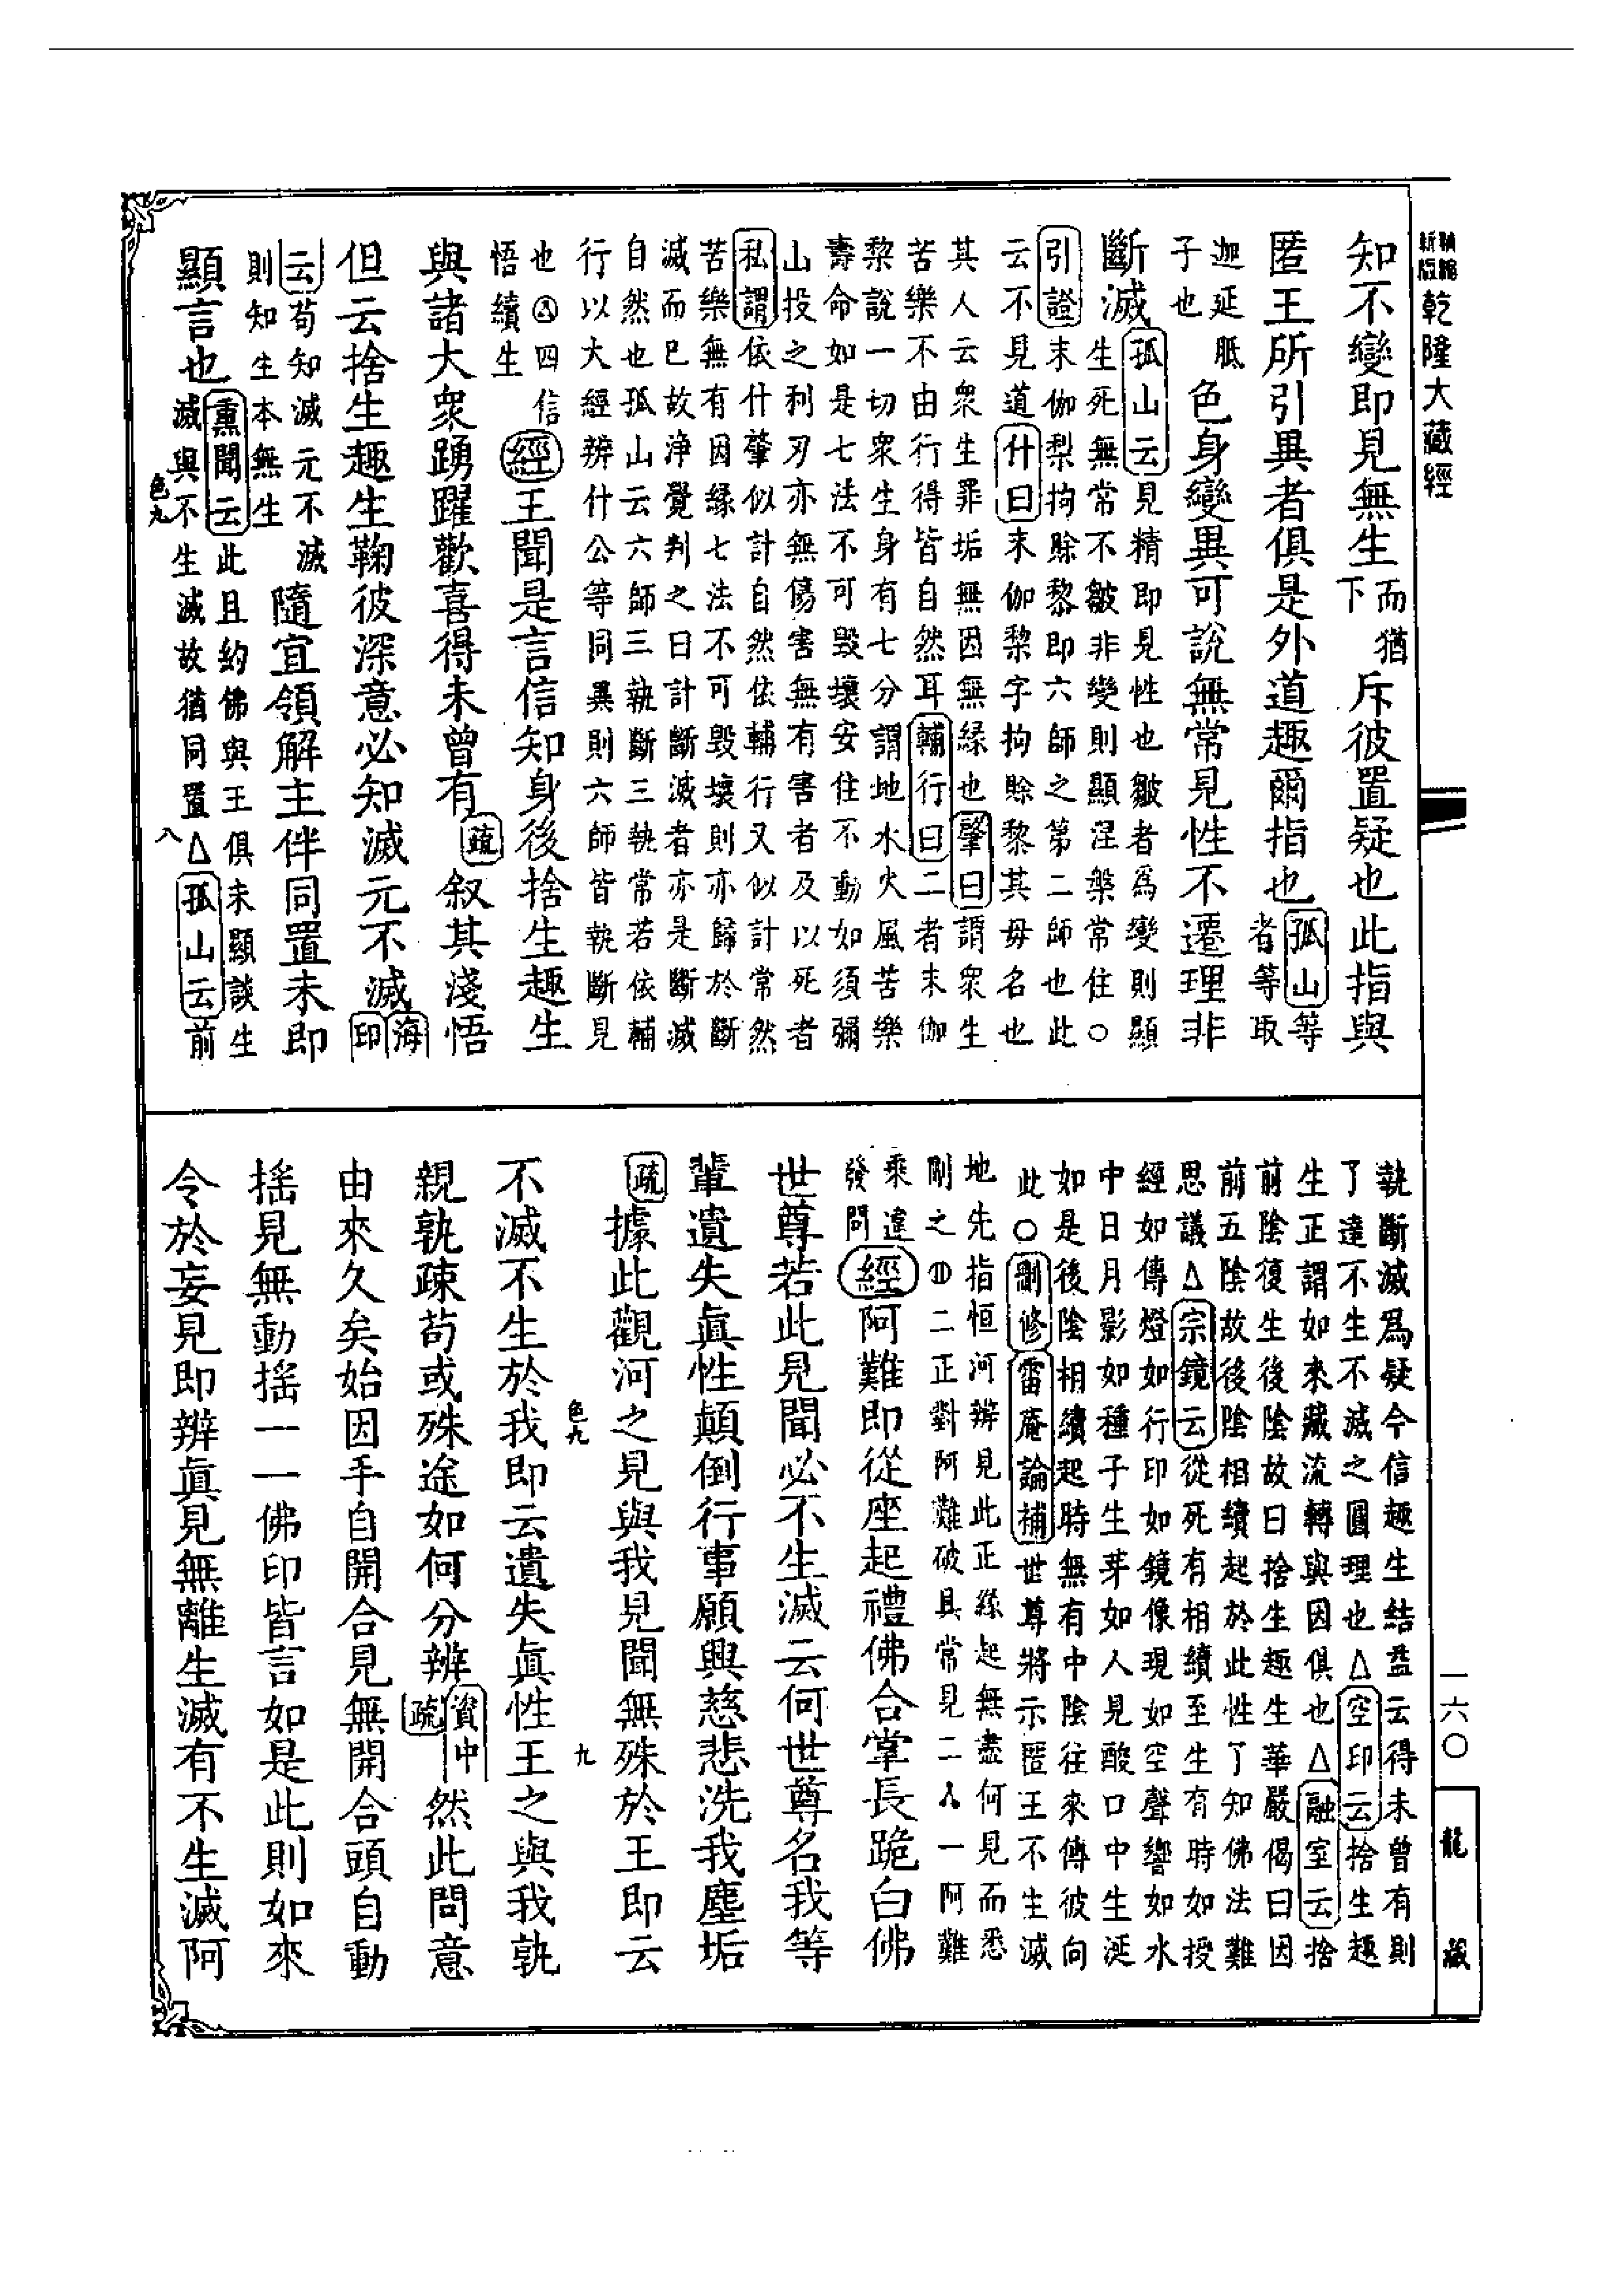 新編
縮版
乾隆大藏經
知不變即見無生而下猶斥彼置疑也此指與
匿王所引異者俱是外道趣爾指也孤山云等者等取
迦延胝子也色身變異可說無常見性不遷理非
斷滅孤山云見精即見性也皺者為變則顯
生死無常不皺非變則顯涅槃常住○
引證末伽梨拘賒黎即六師之第二師也此
云不見道什曰末伽黎字拘賒黎其母名也
其人云眾生罪垢無因無緣也肇曰謂眾生
苦樂不由行得皆自然耳輔行曰二者末伽
黎說一切眾生身有七分謂地水火風苦樂
壽命如是七法不可毀壞安住不動如須彌
山投之利刃亦無傷害無有害者及以死者
私謂依什肇似計自然依輔行又似計常然
苦樂無有因緣七法不可毀壞則亦歸於斷
滅而已故淨覺判之曰計斷滅者亦是斷滅
自然也孤山云六師三執斷三執常若依輔
行以大經辨什公等同異則六師皆執斷見
也△四信悟續生經王聞是言信知身後捨生趣生
與諸大眾踴躍歡喜得未曾有疏敘其淺悟
但云捨生趣生鞠彼深意必知滅元不滅海印
云苟知滅元不滅則知生本無生隨宜領解主伴同置未即
顯言也熏聞云此且約佛與王俱未顯談生
滅與不生滅故猶同置△孤山云前
色九 八
執斷滅為疑今信趣生結益云得未曾有則
了達不生不滅之圓理也△空印云捨生趣
生正謂如來藏流轉與因俱也△融室云捨
前陰復生後陰故曰捨生趣生華嚴偈曰因
前五陰故後陰相續起於此性了知佛法難
思議△宗鏡云從死有相續至生有時如授
經如傳燈如行印如鏡像現如空聲響如水
中日月影如種子生芽如人見酸口中生涎
如是後陰相續起時無有中陰往來傳彼向
此○刪修雷庵論補世尊將示匿王不生滅
地先指恒河辨見此正緣起無盡何見而悉
剛之二正對阿難破具常見二人一阿難
乘違發問經阿難即從座起禮佛合掌長跪白佛
世尊若此見聞必不生滅云何世尊名我等
輩遺失真性顛倒行事願興慈悲洗我塵垢
疏據此觀河之見與我見聞無殊於王即云
不滅不生於我即云遺失真性王之與我孰
親孰疎苟或殊途如何分辨資中疏然此問意
由來久矣始因手自開合見無開合頭自動
搖見無動搖一一佛印皆言如是此則如來
令於妄見即辨真見無離生滅有不生滅阿
色九 九
一六〇
龍藏